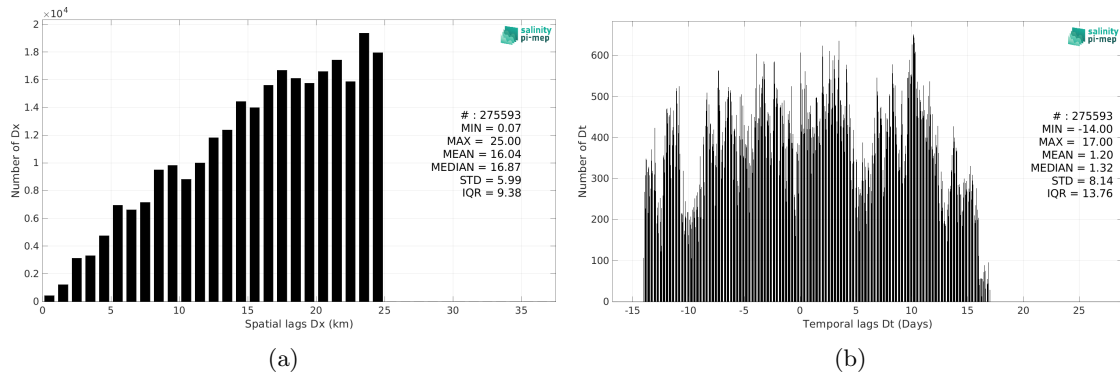 ×10⁴
2
1.8
1.6
1.4
1.2
1
0.8
0.6
0.4
0.2
0
Number of Dx
0 5 10 15 20 25 30 35
Spatial lags Dx (km)
salinity
pi-mep
# : 275593
MIN = 0.07
MAX = 25.00
MEAN = 16.04
MEDIAN = 16.87
STD = 5.99
IQR = 9.38
(a)
600
500
400
300
200
100
0
Number of Dt
-15 -10 -5 0 5 10 15 20 25
Temporal lags Dt (Days)
salinity
pi-mep
# : 275593
MIN = -14.00
MAX = 17.00
MEAN = 1.20
MEDIAN = 1.32
STD = 8.14
IQR = 13.76
(b)